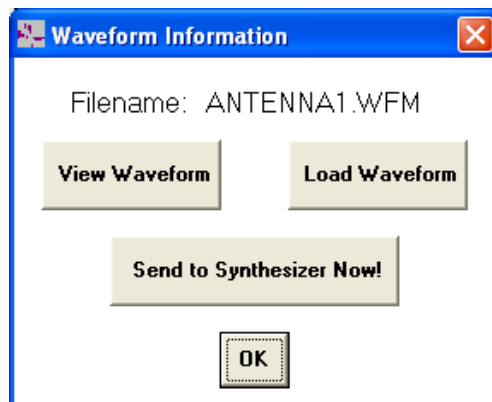 Waveform Information
Filename: ANTENNA1.WFM
View Waveform
Load Waveform
Send to Synthesizer Now!
OK